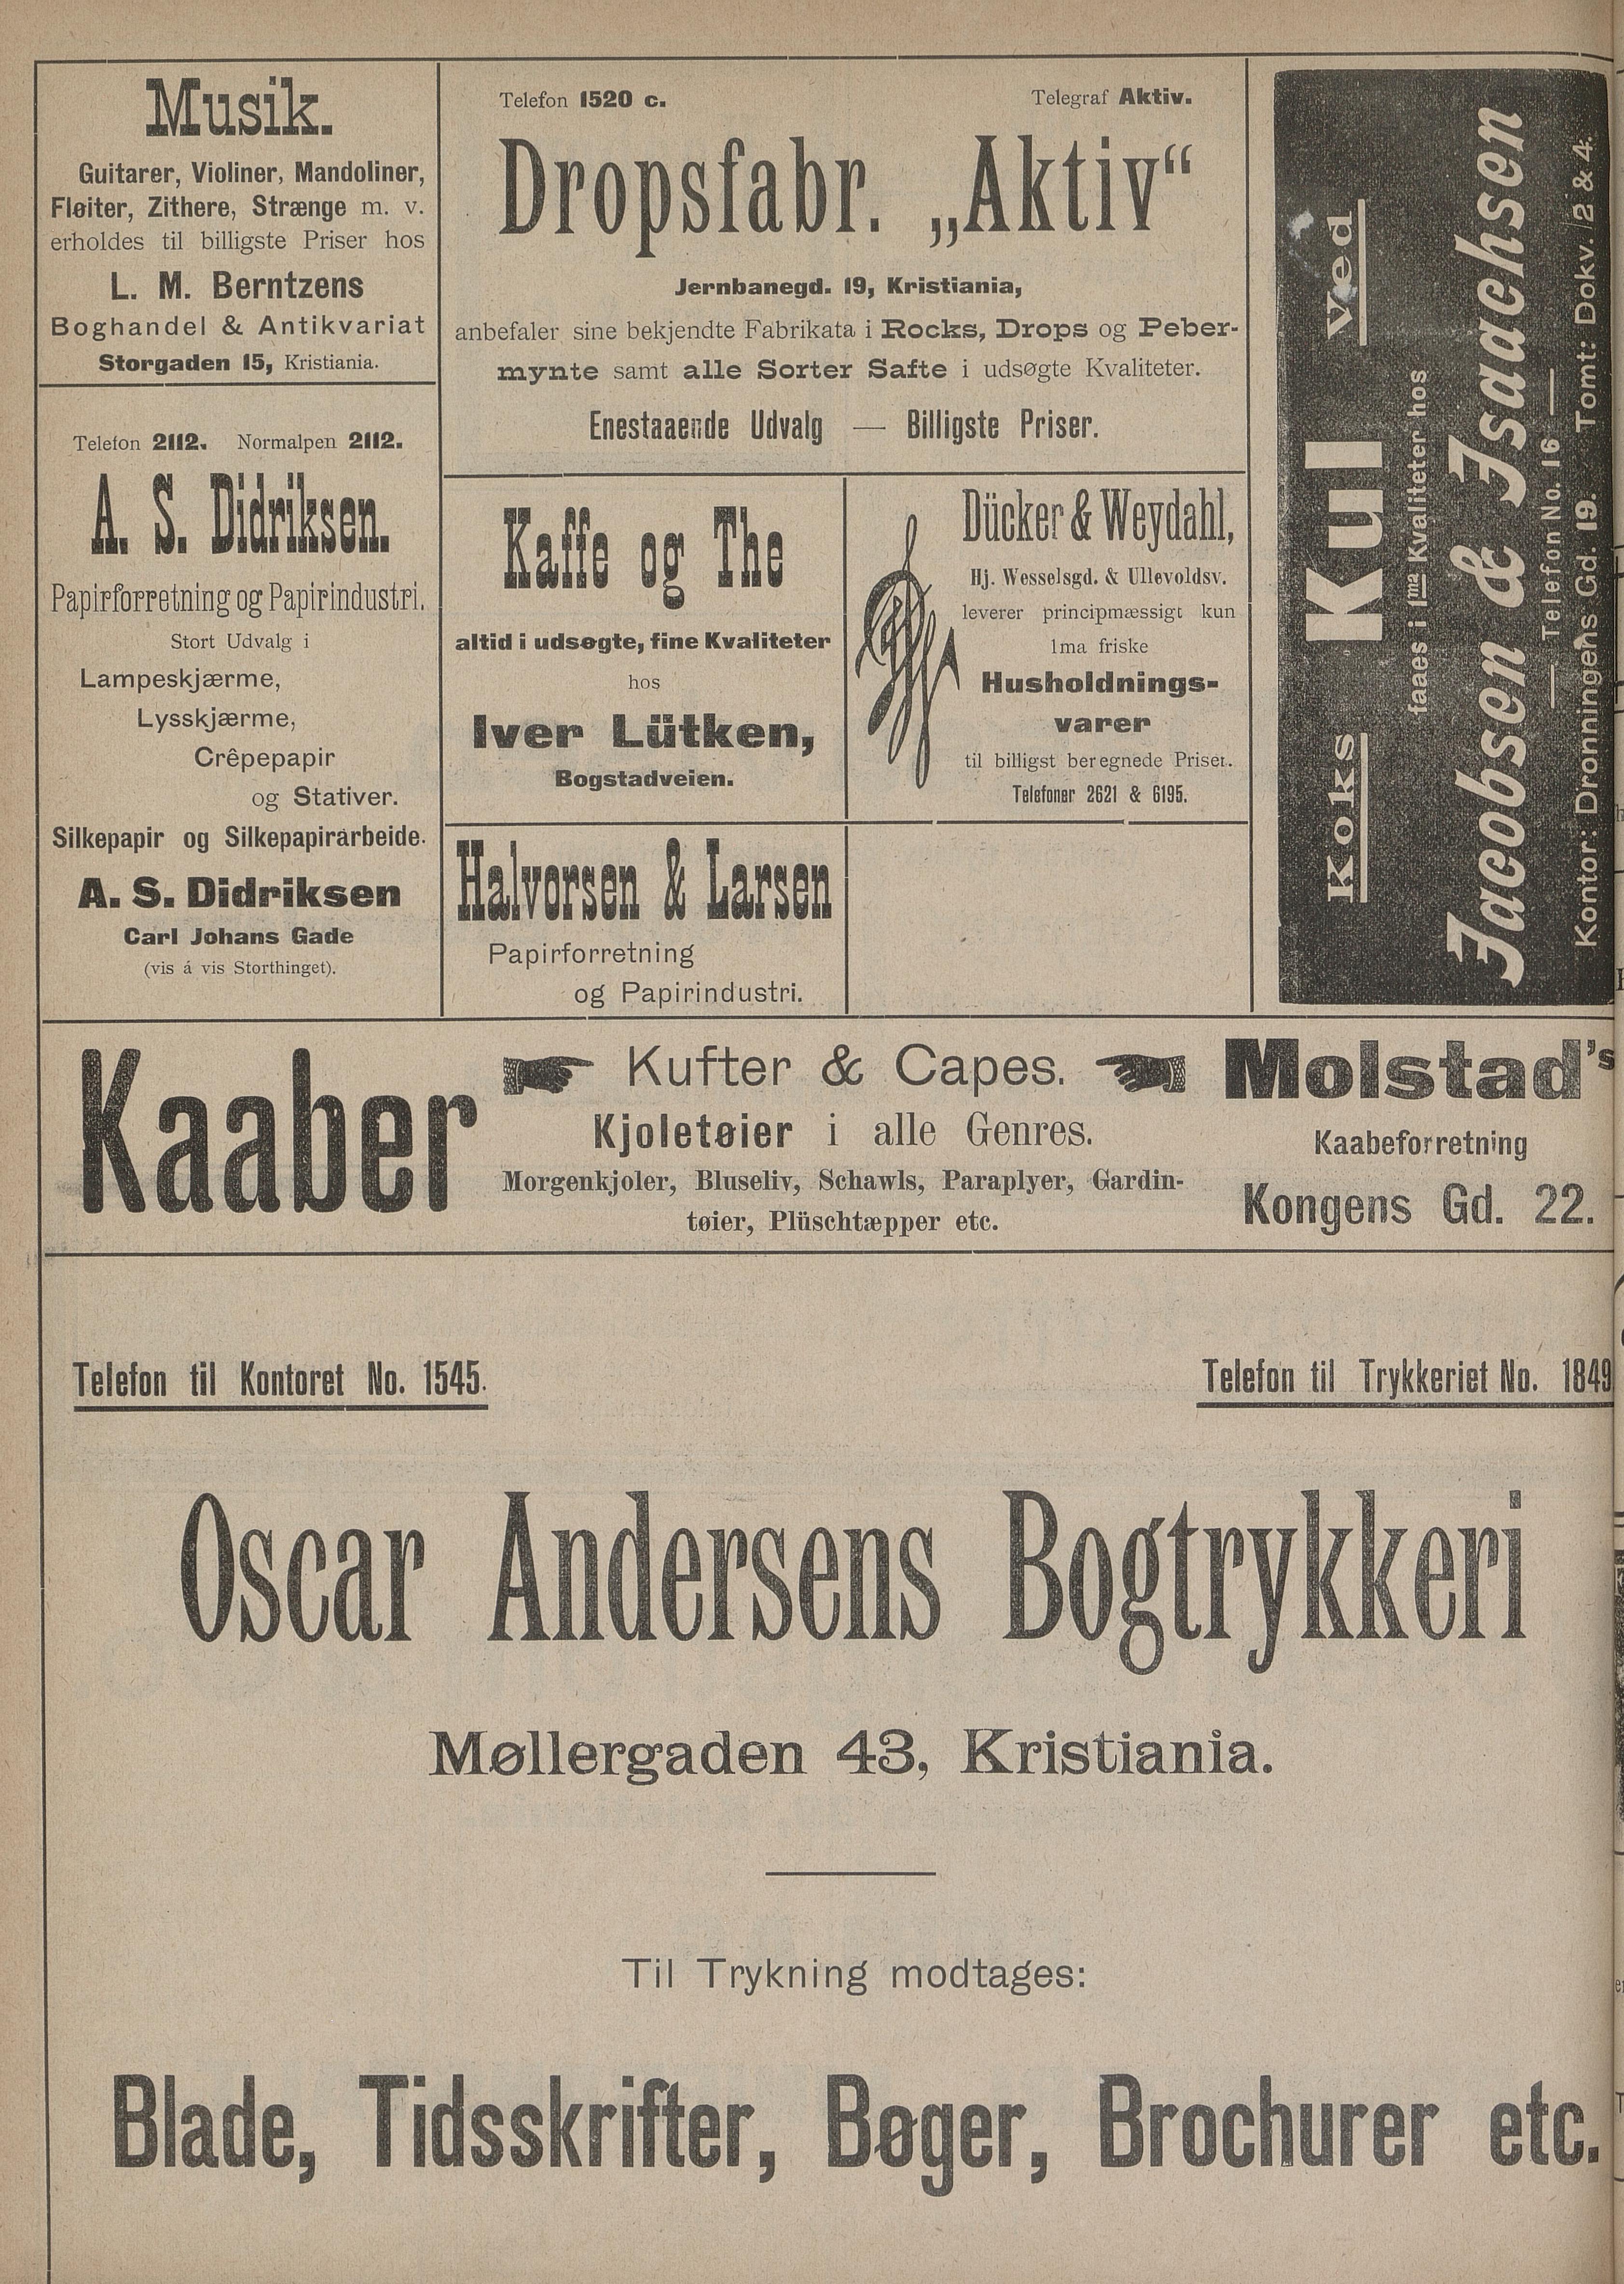 Musik.
Guitarer, Violiner, Mandoliner,
Fløiter, Zithere, Strænge m. v.
erholdes til billigste Priser hos
L. M. Berntzens
Boghandel & Antikvariat
Storgaden 15, Kristiania.
Telefon 2112. Normalpen 2112.
A. S. Didriksen.
Papirforretning og Papirindustri.
Stort Udvalg i
Lampeskjærme,
Lysskjærme,
Crêpepapir
og Stativer.
Silkepapir og Silkepapirarbeide.
A. S. Didriksen
Carl Johans Gade
(vis á vis Storthinget).
Telefon 1520 c. Telegraf Aktiv.
Dropsfabr. „Aktiv“
Jernbanegd. 19, Kristiania,
anbefaler sine bekjendte Fabrikata i Rocks, Drops og Peber-
mynte samt alle Sorter Safte i udsøgte Kvaliteter.
Enestaaende Udvalg — Billigste Priser.
Kaffe og The
altid i udsøgte, fine Kvaliteter
hos
Iver Lütken,
Bogstadveien.
Dücker & Weydahl,
Hj. Wesselsgd. & Ullevoldsv.
leverer principmæssigt kun
1ma friske
Husholdnings-
varer
til billigst beregnede Priser.
Telefoner 2621 & 6195.
Halvorsen & Larsen
Papirforretning
og Papirindustri.
Koks Kul Ved
faaes i 1ma Kvaliteter hos
Jacobsen & Isaachsen
— Telefon No. 16 —
Kontor: Dronningens Gd. 19. Tomt: Dokv. 2 & 4.
Kaaber
Kufter & Capes.
Kjoletøier i alle Genres.
Morgenkjoler, Bluseliv, Schawls, Paraplyer, Gardin-
tøier, Plüschtæpper etc.
Molstad's
Kaabeforretning
Kongens Gd. 22.
Telefon til Kontoret No. 1545. Telefon til Trykkeriet No. 1849
Oscar Andersens Bogtrykkeri
Møllergaden 43, Kristiania.
Til Trykning modtages:
Blade, Tidsskrifter, Bøger, Brochurer etc.